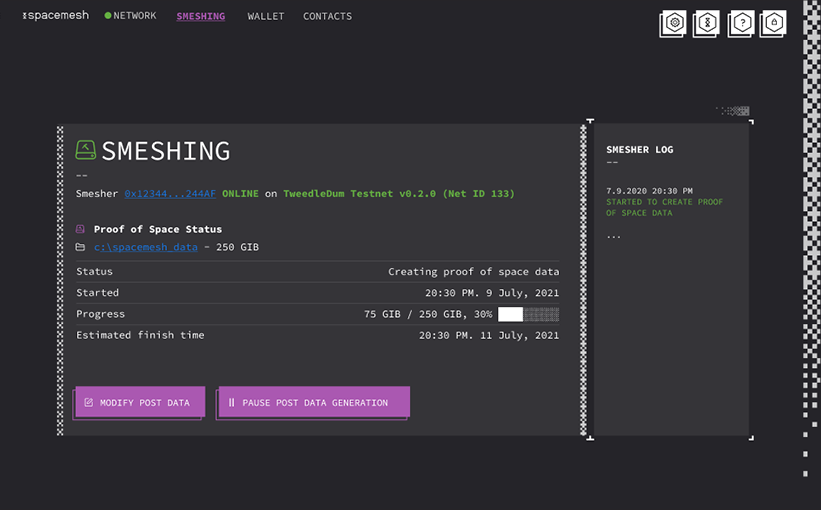 spacemesh
NETWORK
SMESHING
WALLET
CONTACTS
?
SMESHING
--
Smesher 0x12344...244AF ONLINE on TweedleDum Testnet v0.2.0 (Net ID 133)
Proof of Space Status
c:\spacemesh_data - 250 GIB
Status Creating proof of space data
Started 20:30 PM. 9 July, 2021
Progress 75 GIB / 250 GIB, 30%
Estimated finish time 20:30 PM. 11 July, 2021
MODIFY POST DATA
PAUSE POST DATA GENERATION
SMESHER LOG
--
7.9.2020 20:30 PM
STARTED TO CREATE PROOF
OF SPACE DATA
...